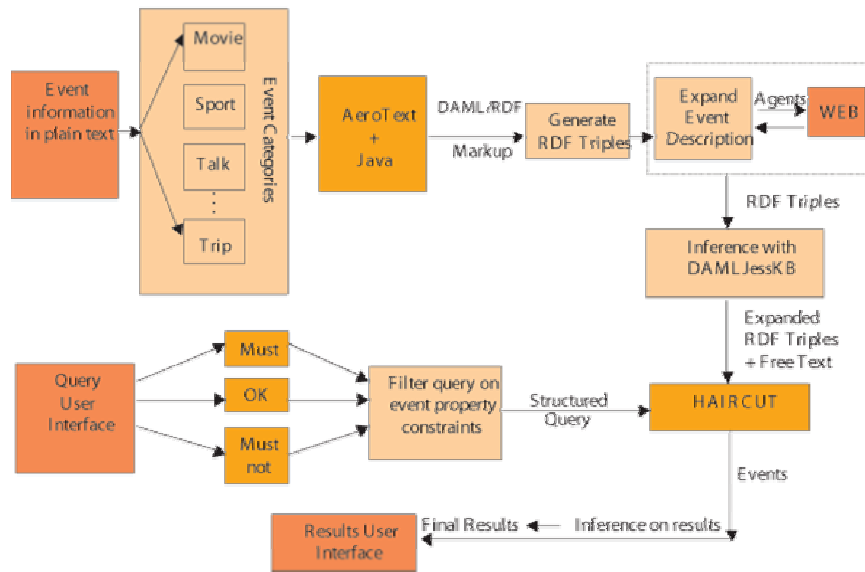 Movie
Sport
Talk
Trip
Event Categories
Event
information
in plain text
AeroText
+
Java
DAML/RDF
Markup
Generate
RDF Triples
Expand
Event
Description
Agents
WEB
RDF Triples
Inference with
DAMLJessKB
Expanded
RDF Triples
+ Free Text
Query
User
Interface
Must
OK
Must
not
Filter query on
event property
constraints
Structured
Query
HAIRCUT
Events
Results User
Interface
Final Results
Inference on results